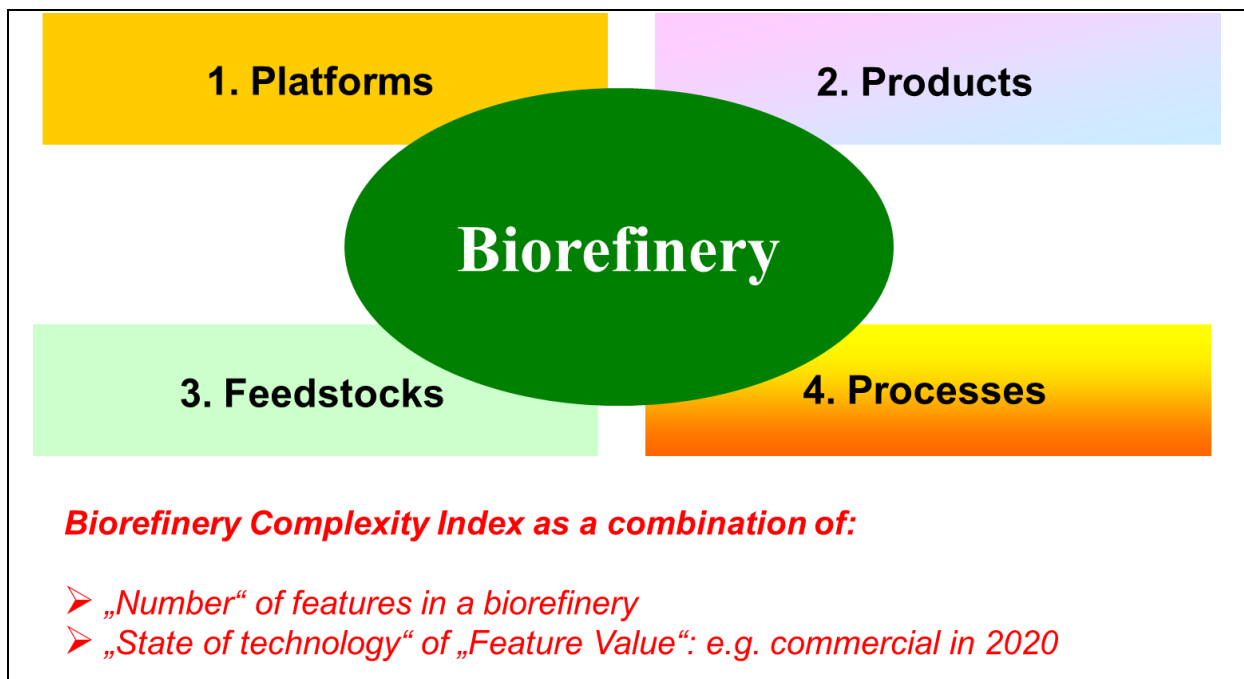 1. Platforms
2. Products
Biorefinery
3. Feedstocks
4. Processes
Biorefinery Complexity Index as a combination of:
➢ „Number“ of features in a biorefinery
➢ „State of technology“ of „Feature Value“: e.g. commercial in 2020